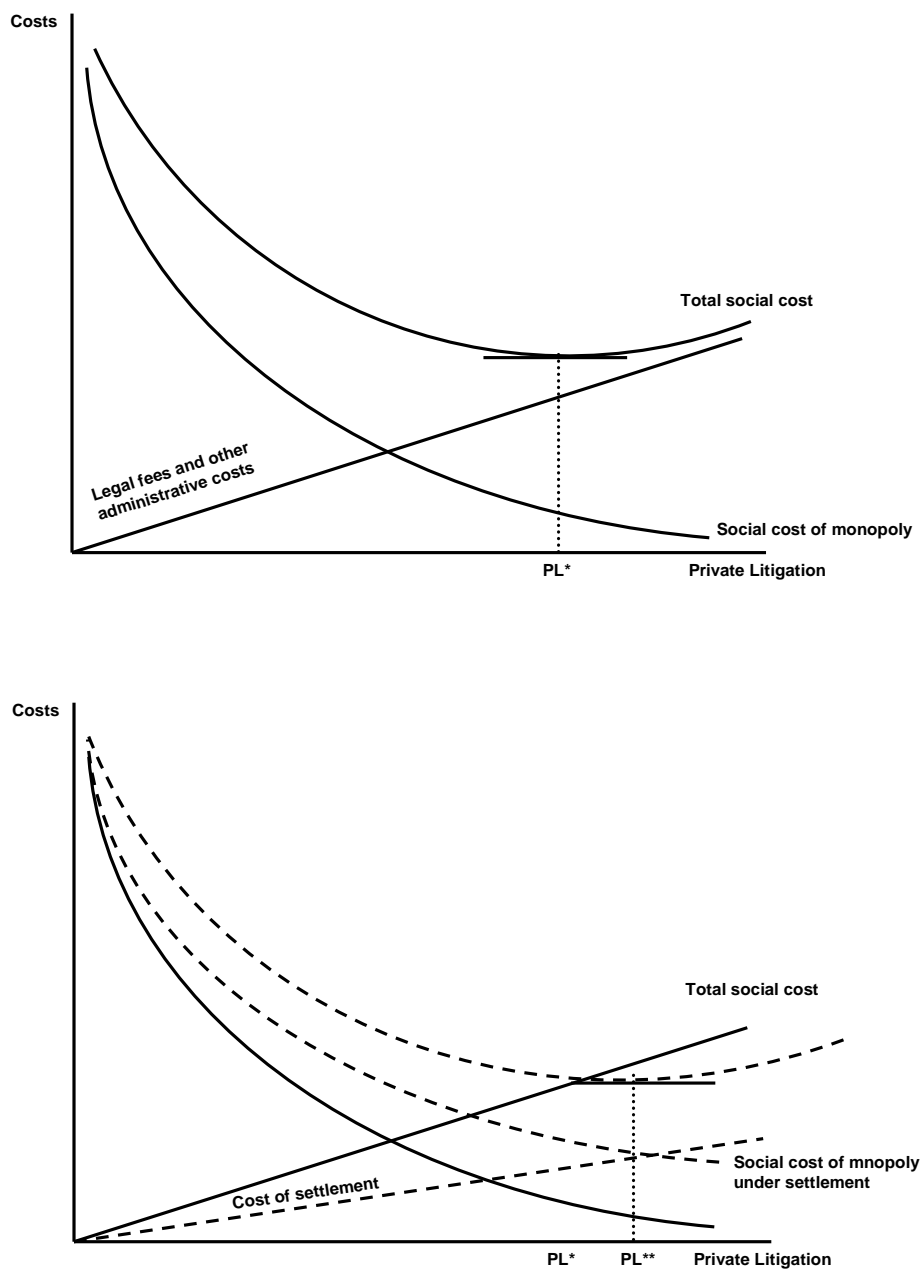 Costs
Total social cost
Legal fees and other
administrative costs
Social cost of monopoly
PL*
Private Litigation
Costs
Total social cost
Social cost of mnopoly
under settlement
Cost of settlement
PL*
PL**
Private Litigation